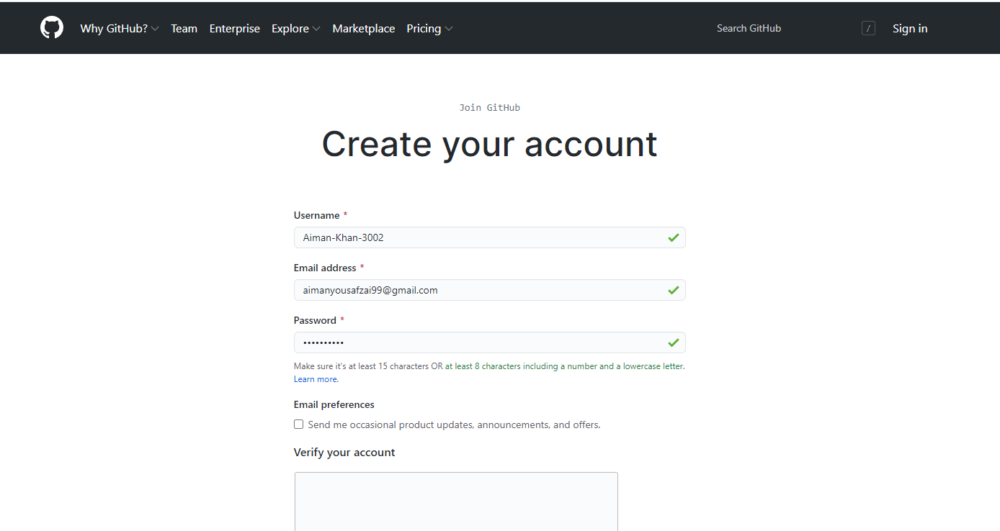 Why GitHub? Team Enterprise Explore Marketplace Pricing Search GitHub / Sign in
Join GitHub
Create your account
Username *
Aiman-Khan-3002
Email address *
aimanyousafzai99@gmail.com
Password *
••••••••••
Make sure it's at least 15 characters OR at least 8 characters including a number and a lowercase letter.
Learn more.
Email preferences
Send me occasional product updates, announcements, and offers.
Verify your account